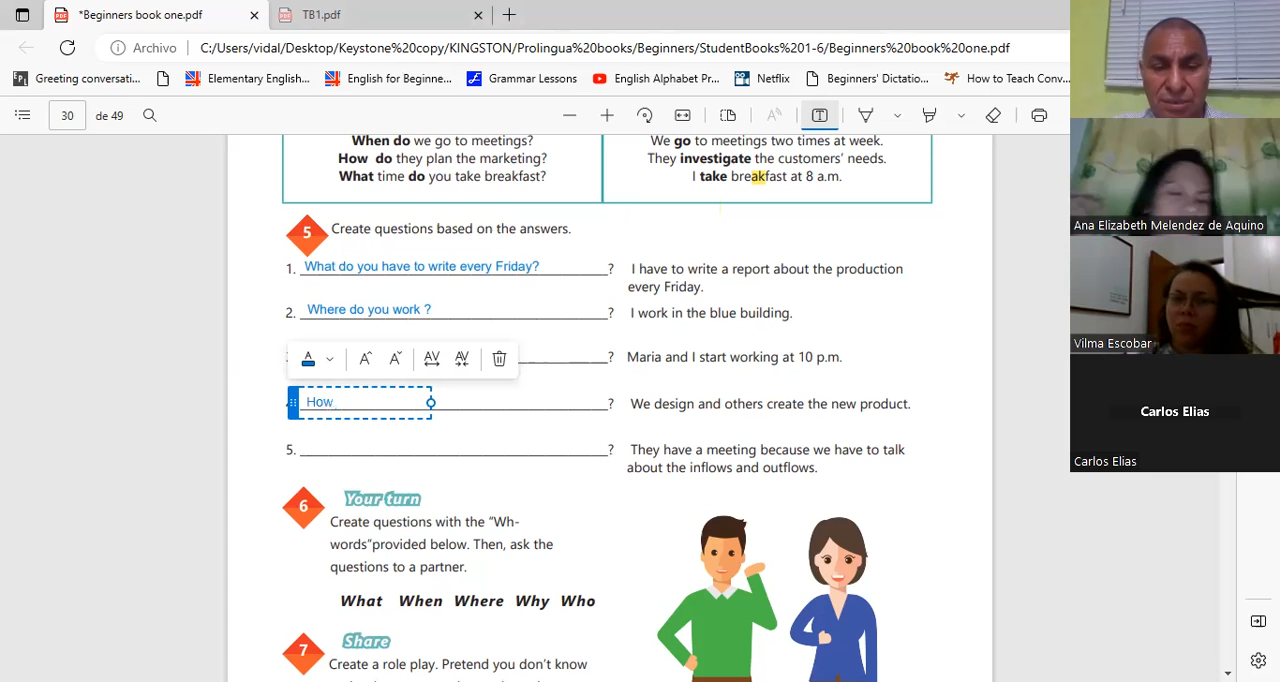 *Beginners book one.pdf
TB1.pdf
Archivo
C:/Users/vidal/Desktop/Keystone%20copy/KINGSTON/Prolingua%20books/Beginners/StudentBooks%201-6/Beginners%20book%20one.pdf
Greeting conversati...
Elementary English...
English for Beginne...
Grammar Lessons
English Alphabet Pr...
Netflix
Beginners' Dictatio...
How to Teach Conv...
30 de 49
When do we go to meetings?
We go to meetings two times at week.
How do they plan the marketing?
They investigate the customers' needs.
What time do you take breakfast?
I take breakfast at 8 a.m.
5 Create questions based on the answers.
1. What do you have to write every Friday? ? I have to write a report about the production
every Friday.
2. Where do you work ? ? I work in the blue building.
? Maria and I start working at 10 p.m.
How ? We design and others create the new product.
5. ? They have a meeting because we have to talk
about the inflows and outflows.
6 Your turn
Create questions with the "Wh-
words"provided below. Then, ask the
questions to a partner.
What When Where Why Who
7 Share
Create a role play. Pretend you don't know
Ana Elizabeth Melendez de Aquino
Vilma Escobar
Carlos Elias
Carlos Elias